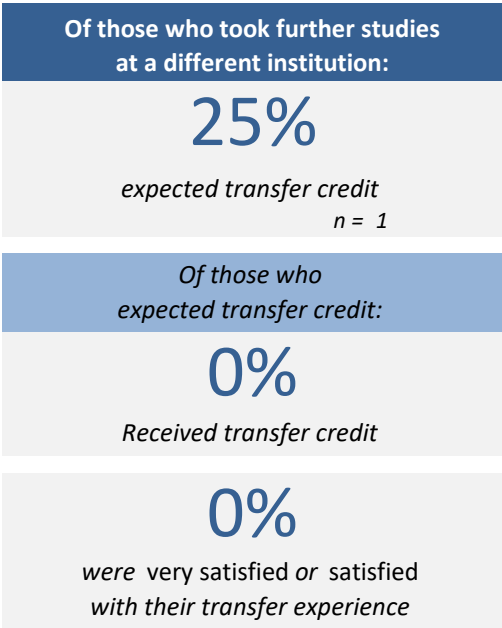 Of those who took further studies
at a different institution:
25%
expected transfer credit
n = 1
Of those who
expected transfer credit:
0%
Received transfer credit
0%
were very satisfied or satisfied
with their transfer experience